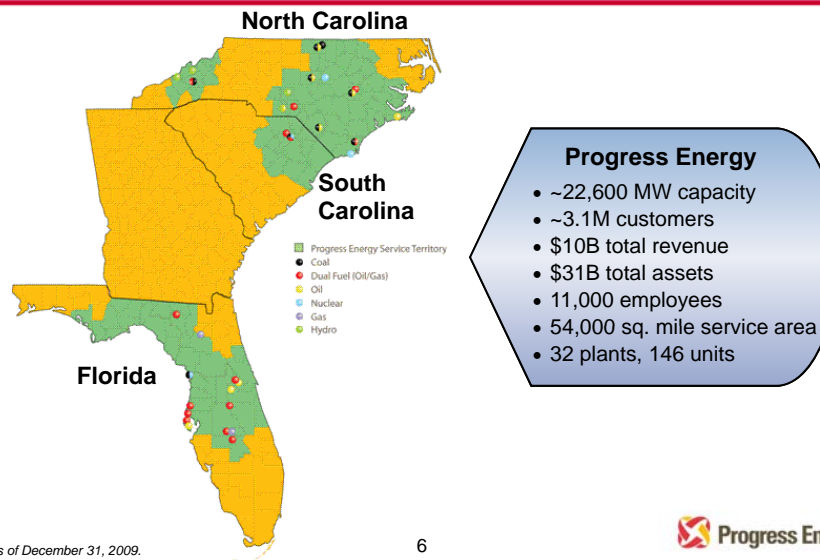 North Carolina
South
Carolina
Progress Energy Service Territory
Coal
Dual Fuel (Oil/Gas)
Oil
Nuclear
Gas
Hydro
Florida
Progress Energy
• ~22,600 MW capacity
• ~3.1M customers
• $10B total revenue
• $31B total assets
• 11,000 employees
• 54,000 sq. mile service area
• 32 plants, 146 units
s of December 31, 2009.
6
Progress En